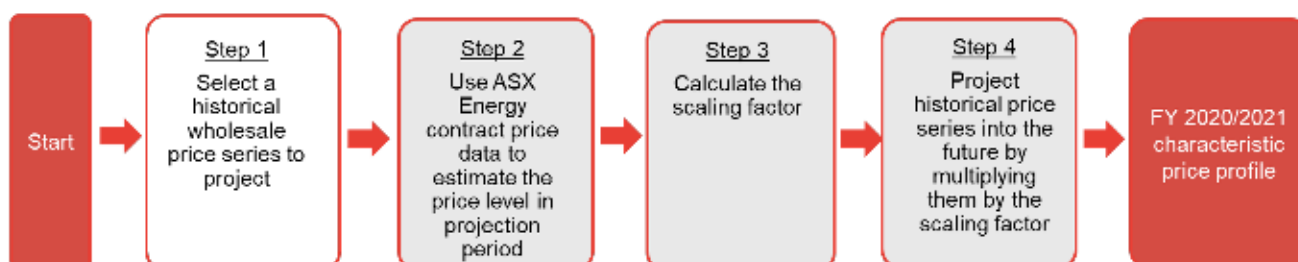 Start
Step 1
Select a
historical
wholesale
price series to
project
Step 2
Use ASX
Energy
contract price
data to
estimate the
price level in
projection
period
Step 3
Calculate the
scaling factor
Step 4
Project
historical price
series into the
future by
multiplying
them by the
scaling factor
FY 2020/2021
characteristic
price profile